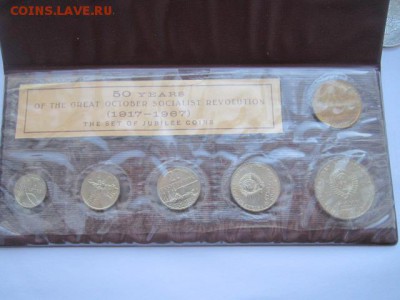 COINS.LAVE.RU
50 YEARS
OF THE GREAT OCTOBER SOCIALIST REVOLUTION
(1917-1967)
THE SET OF JUBILEE COINS